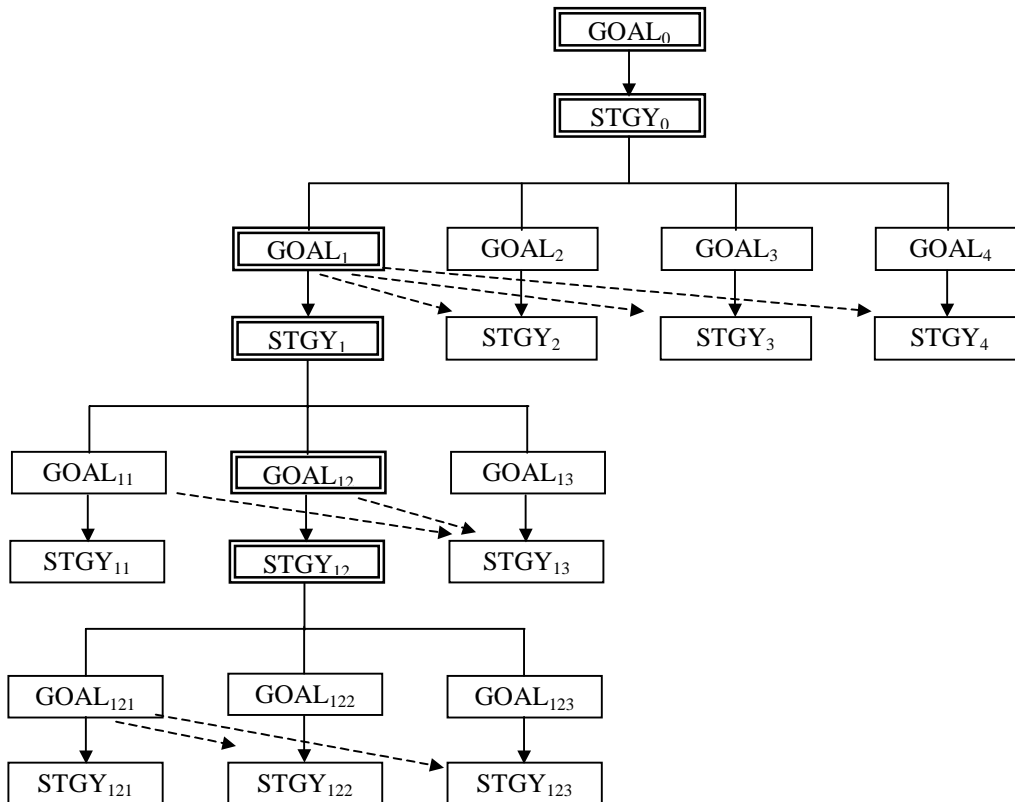 GOAL₀
STGY₀
GOAL₁ GOAL₂ GOAL₃ GOAL₄
STGY₁ STGY₂ STGY₃ STGY₄
GOAL₁₁ GOAL₁₂ GOAL₁₃
STGY₁₁ STGY₁₂ STGY₁₃
GOAL₁₂₁ GOAL₁₂₂ GOAL₁₂₃
STGY₁₂₁ STGY₁₂₂ STGY₁₂₃